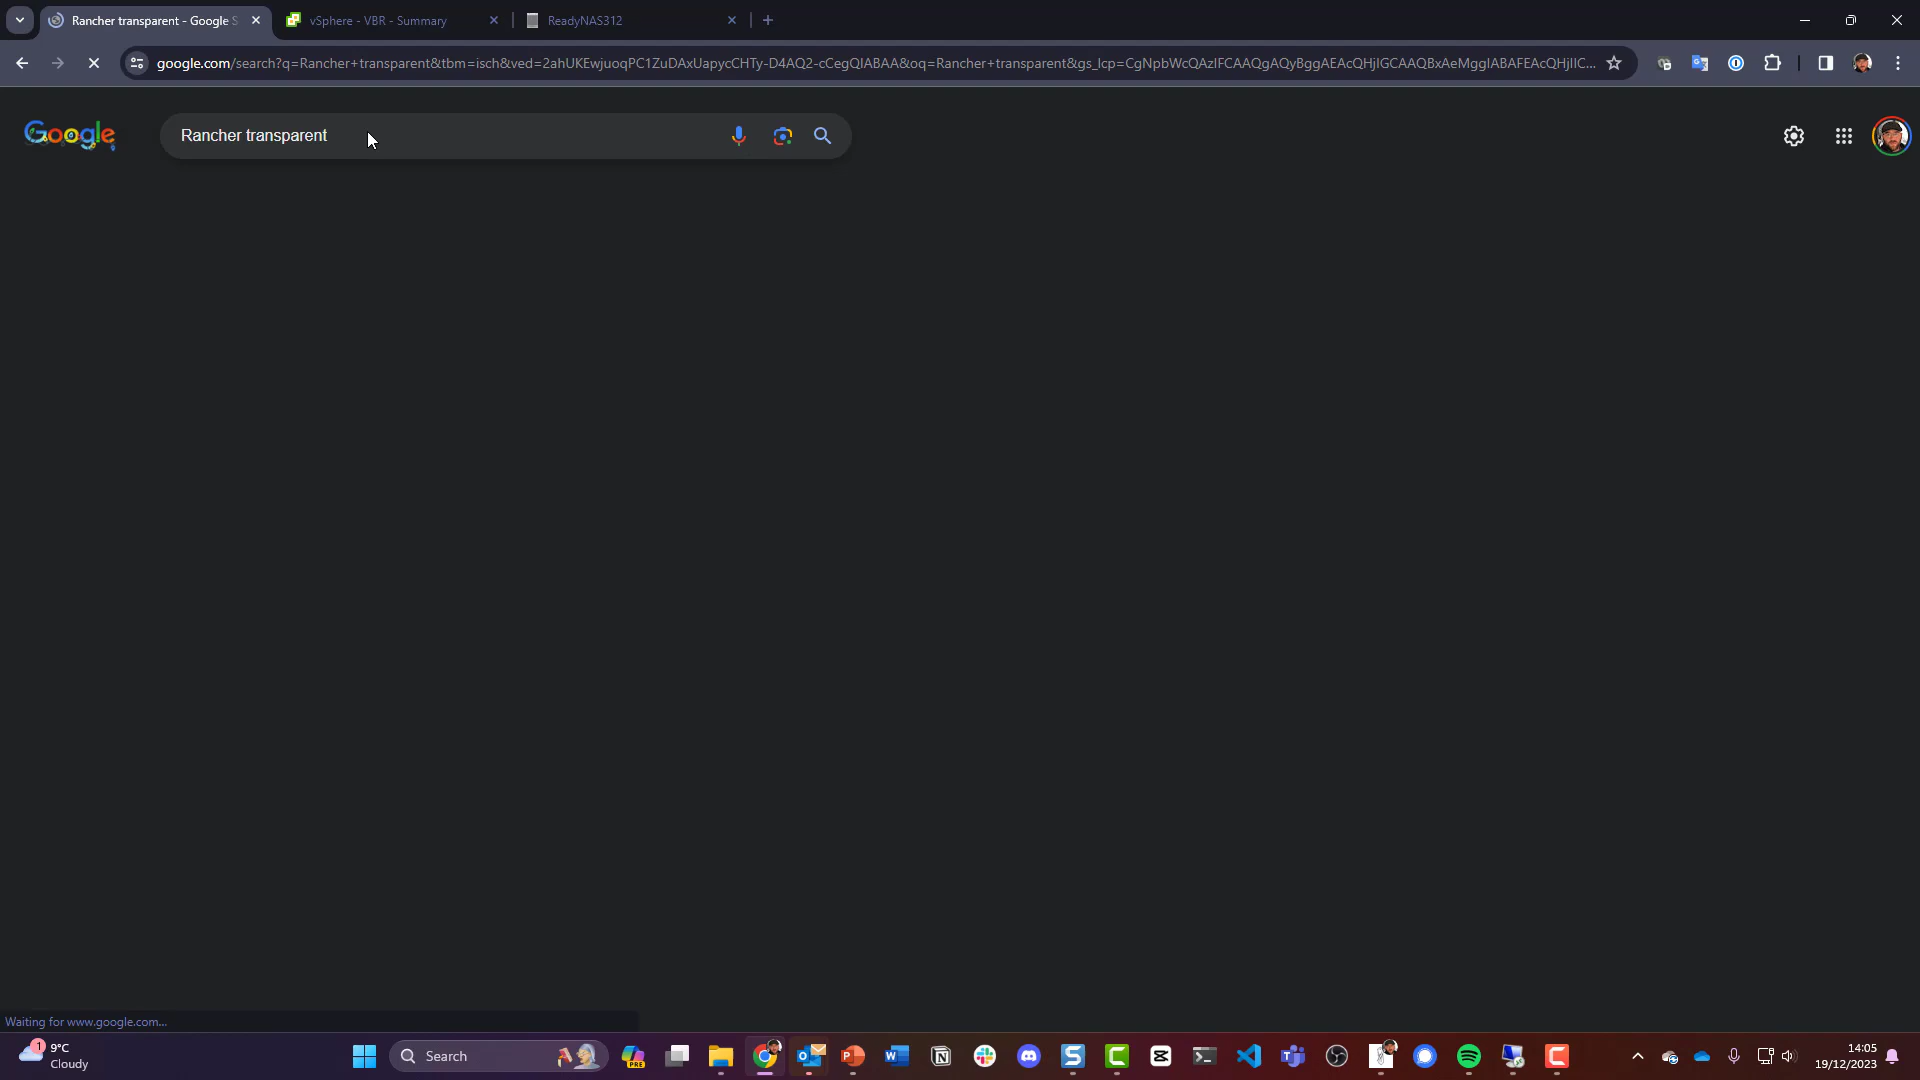 Rancher transparent - Google S
vSphere - VBR - Summary
ReadyNAS312
google.com/search?q=Rancher+transparent&tbm=isch&ved=2ahUKEwjuoqPC1ZuDAxUapycCHTy-D4AQ2-cCegQIABAA&oq=Rancher+transparent&gs_lcp=CgNpbWcQAzIFCAAQgAQyBggAEAcQHjIGCAAQBxAeMggIABAFEAcQHjIIC...
Google
Rancher transparent
Waiting for www.google.com...
1
9°C
Cloudy
Search
PRE
14:05
19/12/2023